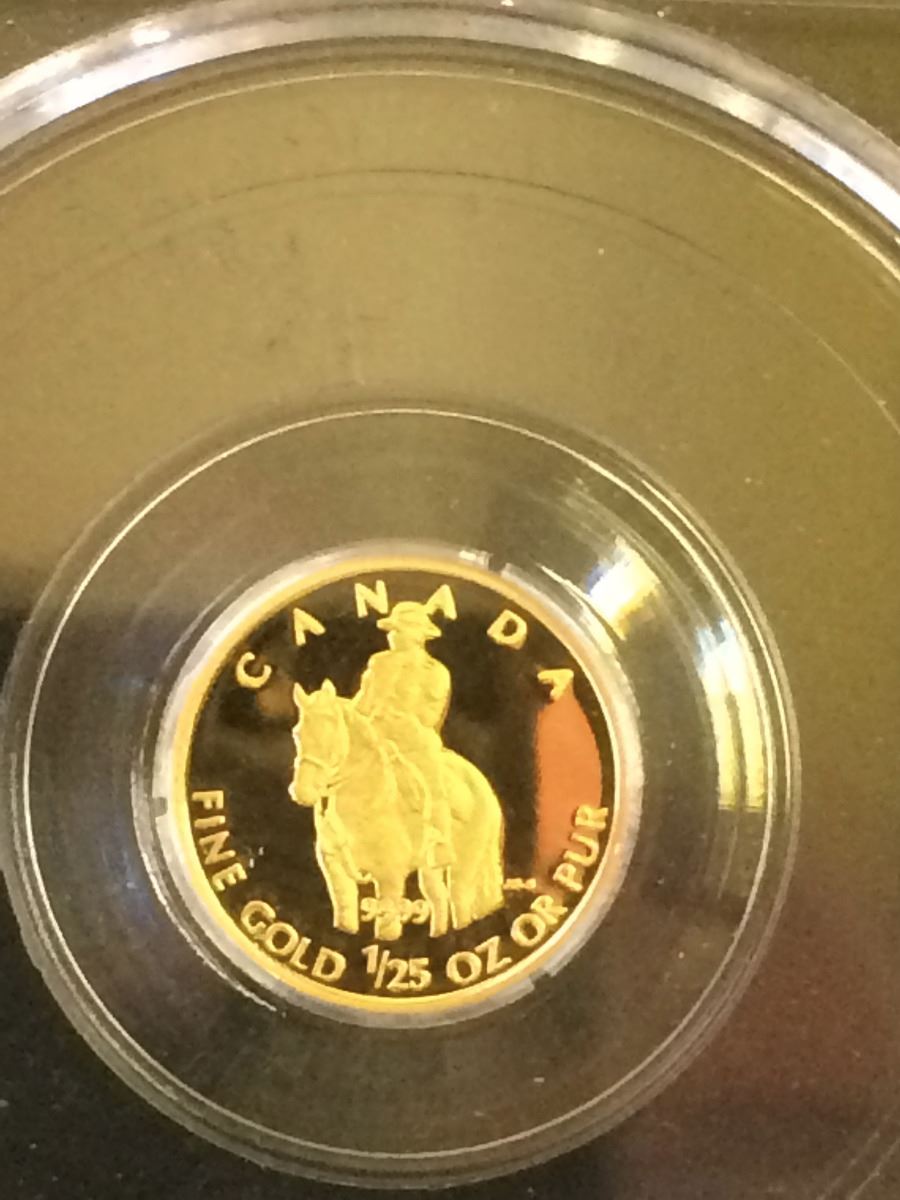 CANADA
9999
FINE GOLD 1/25 OZ OR PUR